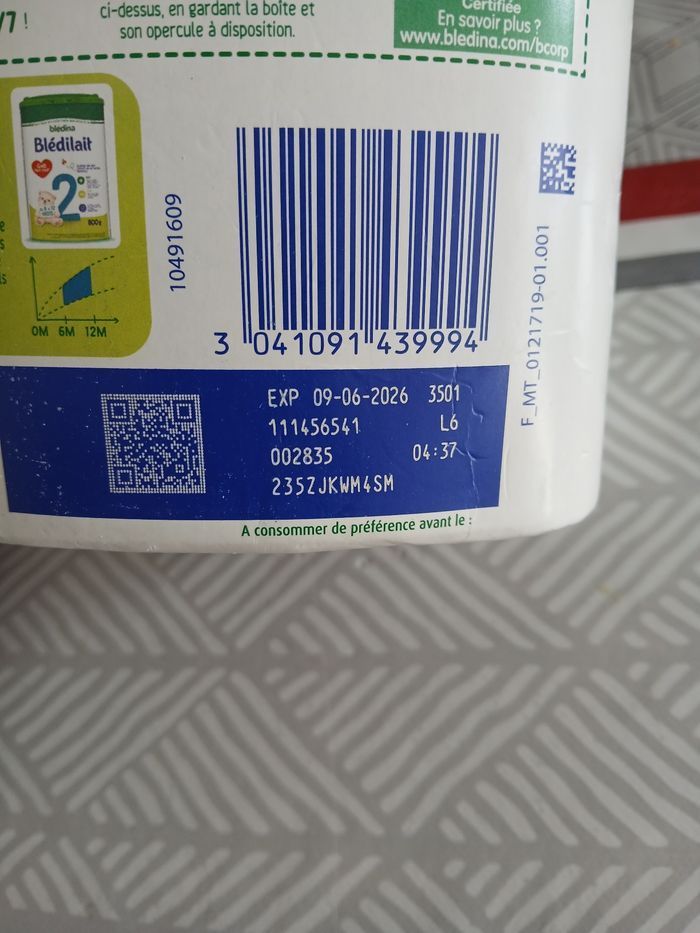 /7 !
ci-dessus, en gardant la boîte et
son opercule à disposition.
Certifiée
En savoir plus ?
www.bledina.com/bcorp
blédina
Blédilait
2
800g
0M 6M 12M
10491609
3 041091 439994
F_MT_0121719-01.001
EXP 09-06-2026 3501
111456541 L6
002835 04:37
235ZJKWM4SM
A consommer de préférence avant le :